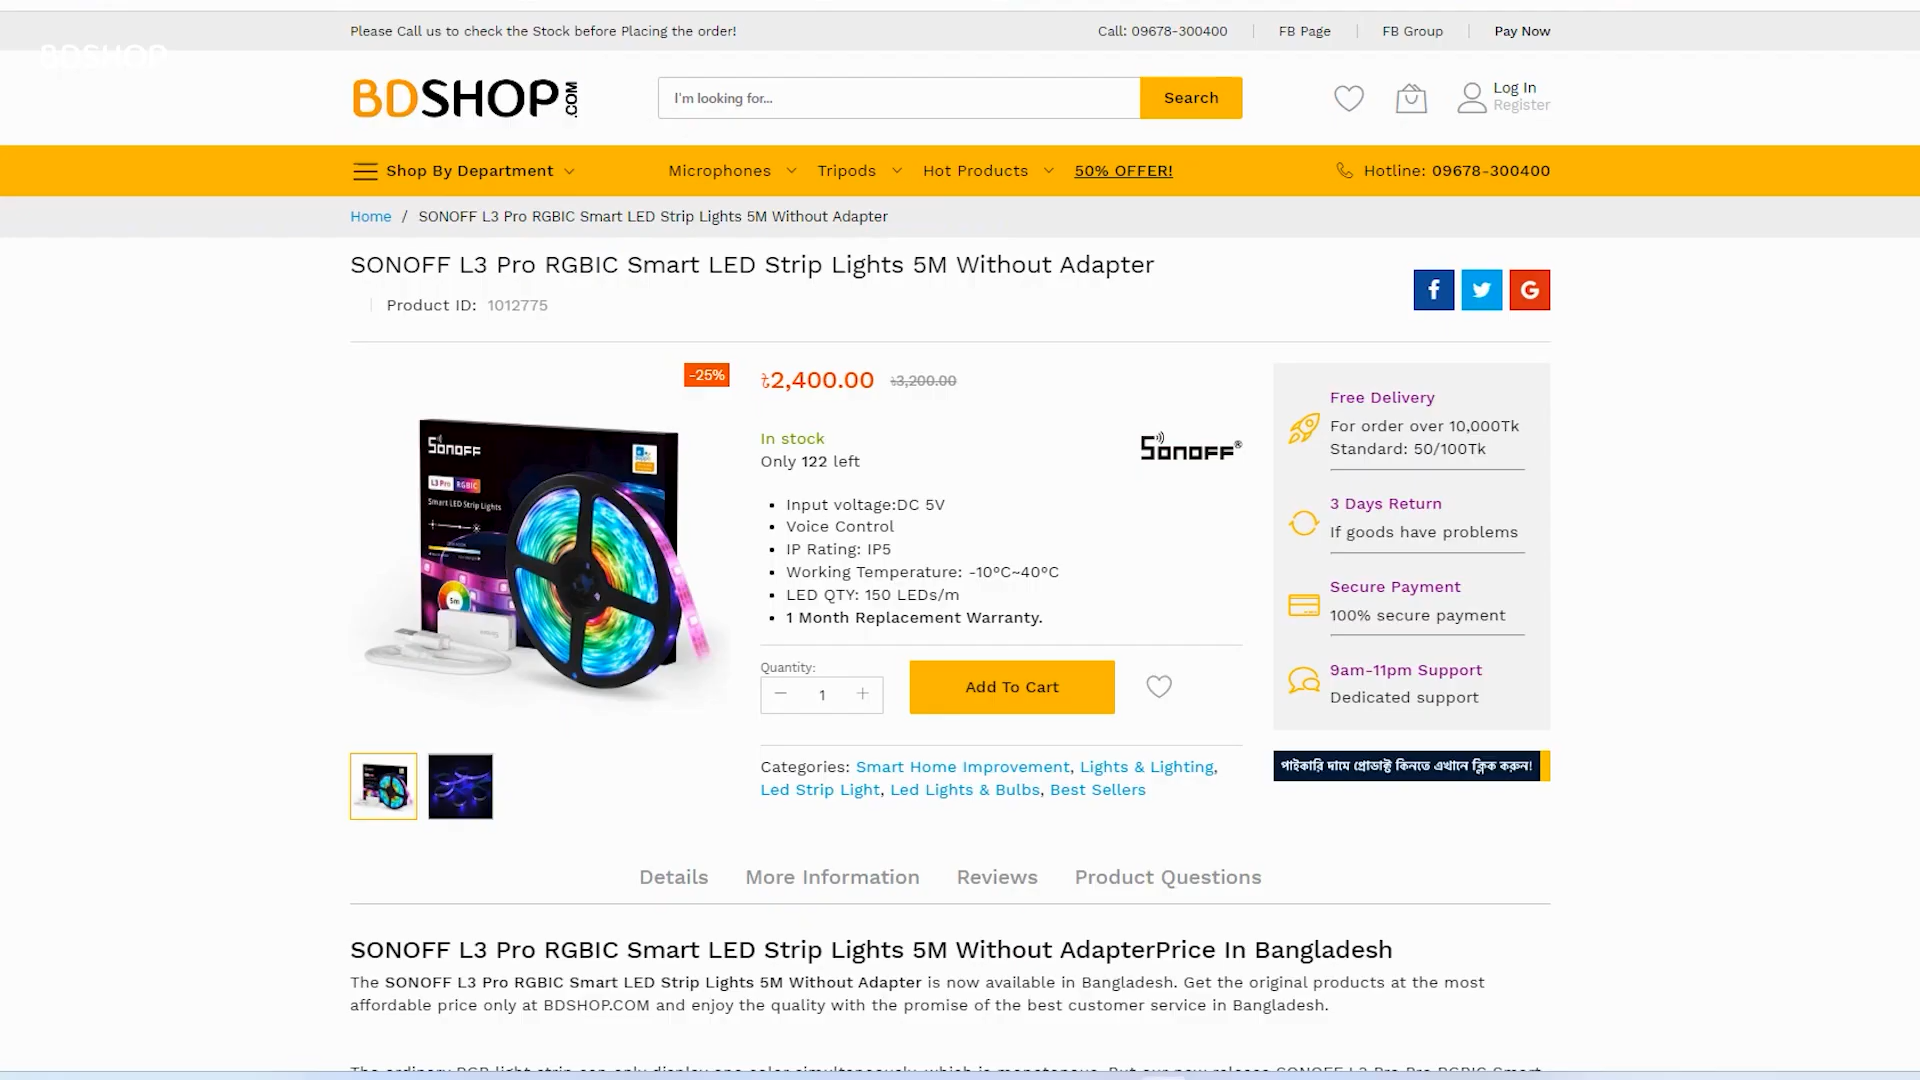 Please Call us to check the Stock before Placing the order!
Call: 09678-300400
FB Page
FB Group
Pay Now
BDSHOP
BDSHOP.COM
I'm looking for...
Search
Log In
Register
Shop By Department
Microphones
Tripods
Hot Products
50% OFFER!
Hotline: 09678-300400
Home / SONOFF L3 Pro RGBIC Smart LED Strip Lights 5M Without Adapter
SONOFF L3 Pro RGBIC Smart LED Strip Lights 5M Without Adapter
Product ID: 1012775
-25%
SONOFF
L3 Pro RGBIC
Smart LED Strip Lights
5m
৳2,400.00 ৳3,200.00
In stock
Only 122 left
SONOFF®
Input voltage:DC 5V
Voice Control
IP Rating: IP5
Working Temperature: -10°C~40°C
LED QTY: 150 LEDs/m
1 Month Replacement Warranty.
Quantity:
1
Add To Cart
Categories: Smart Home Improvement, Lights & Lighting,
Led Strip Light, Led Lights & Bulbs, Best Sellers
Free Delivery
For order over 10,000Tk
Standard: 50/100Tk
3 Days Return
If goods have problems
Secure Payment
100% secure payment
9am-11pm Support
Dedicated support
পাইকারি দামে প্রোডাক্ট কিনতে এখানে ক্লিক করুন!
Details
More Information
Reviews
Product Questions
SONOFF L3 Pro RGBIC Smart LED Strip Lights 5M Without AdapterPrice In Bangladesh
The SONOFF L3 Pro RGBIC Smart LED Strip Lights 5M Without Adapter is now available in Bangladesh. Get the original products at the most
affordable price only at BDSHOP.COM and enjoy the quality with the promise of the best customer service in Bangladesh.